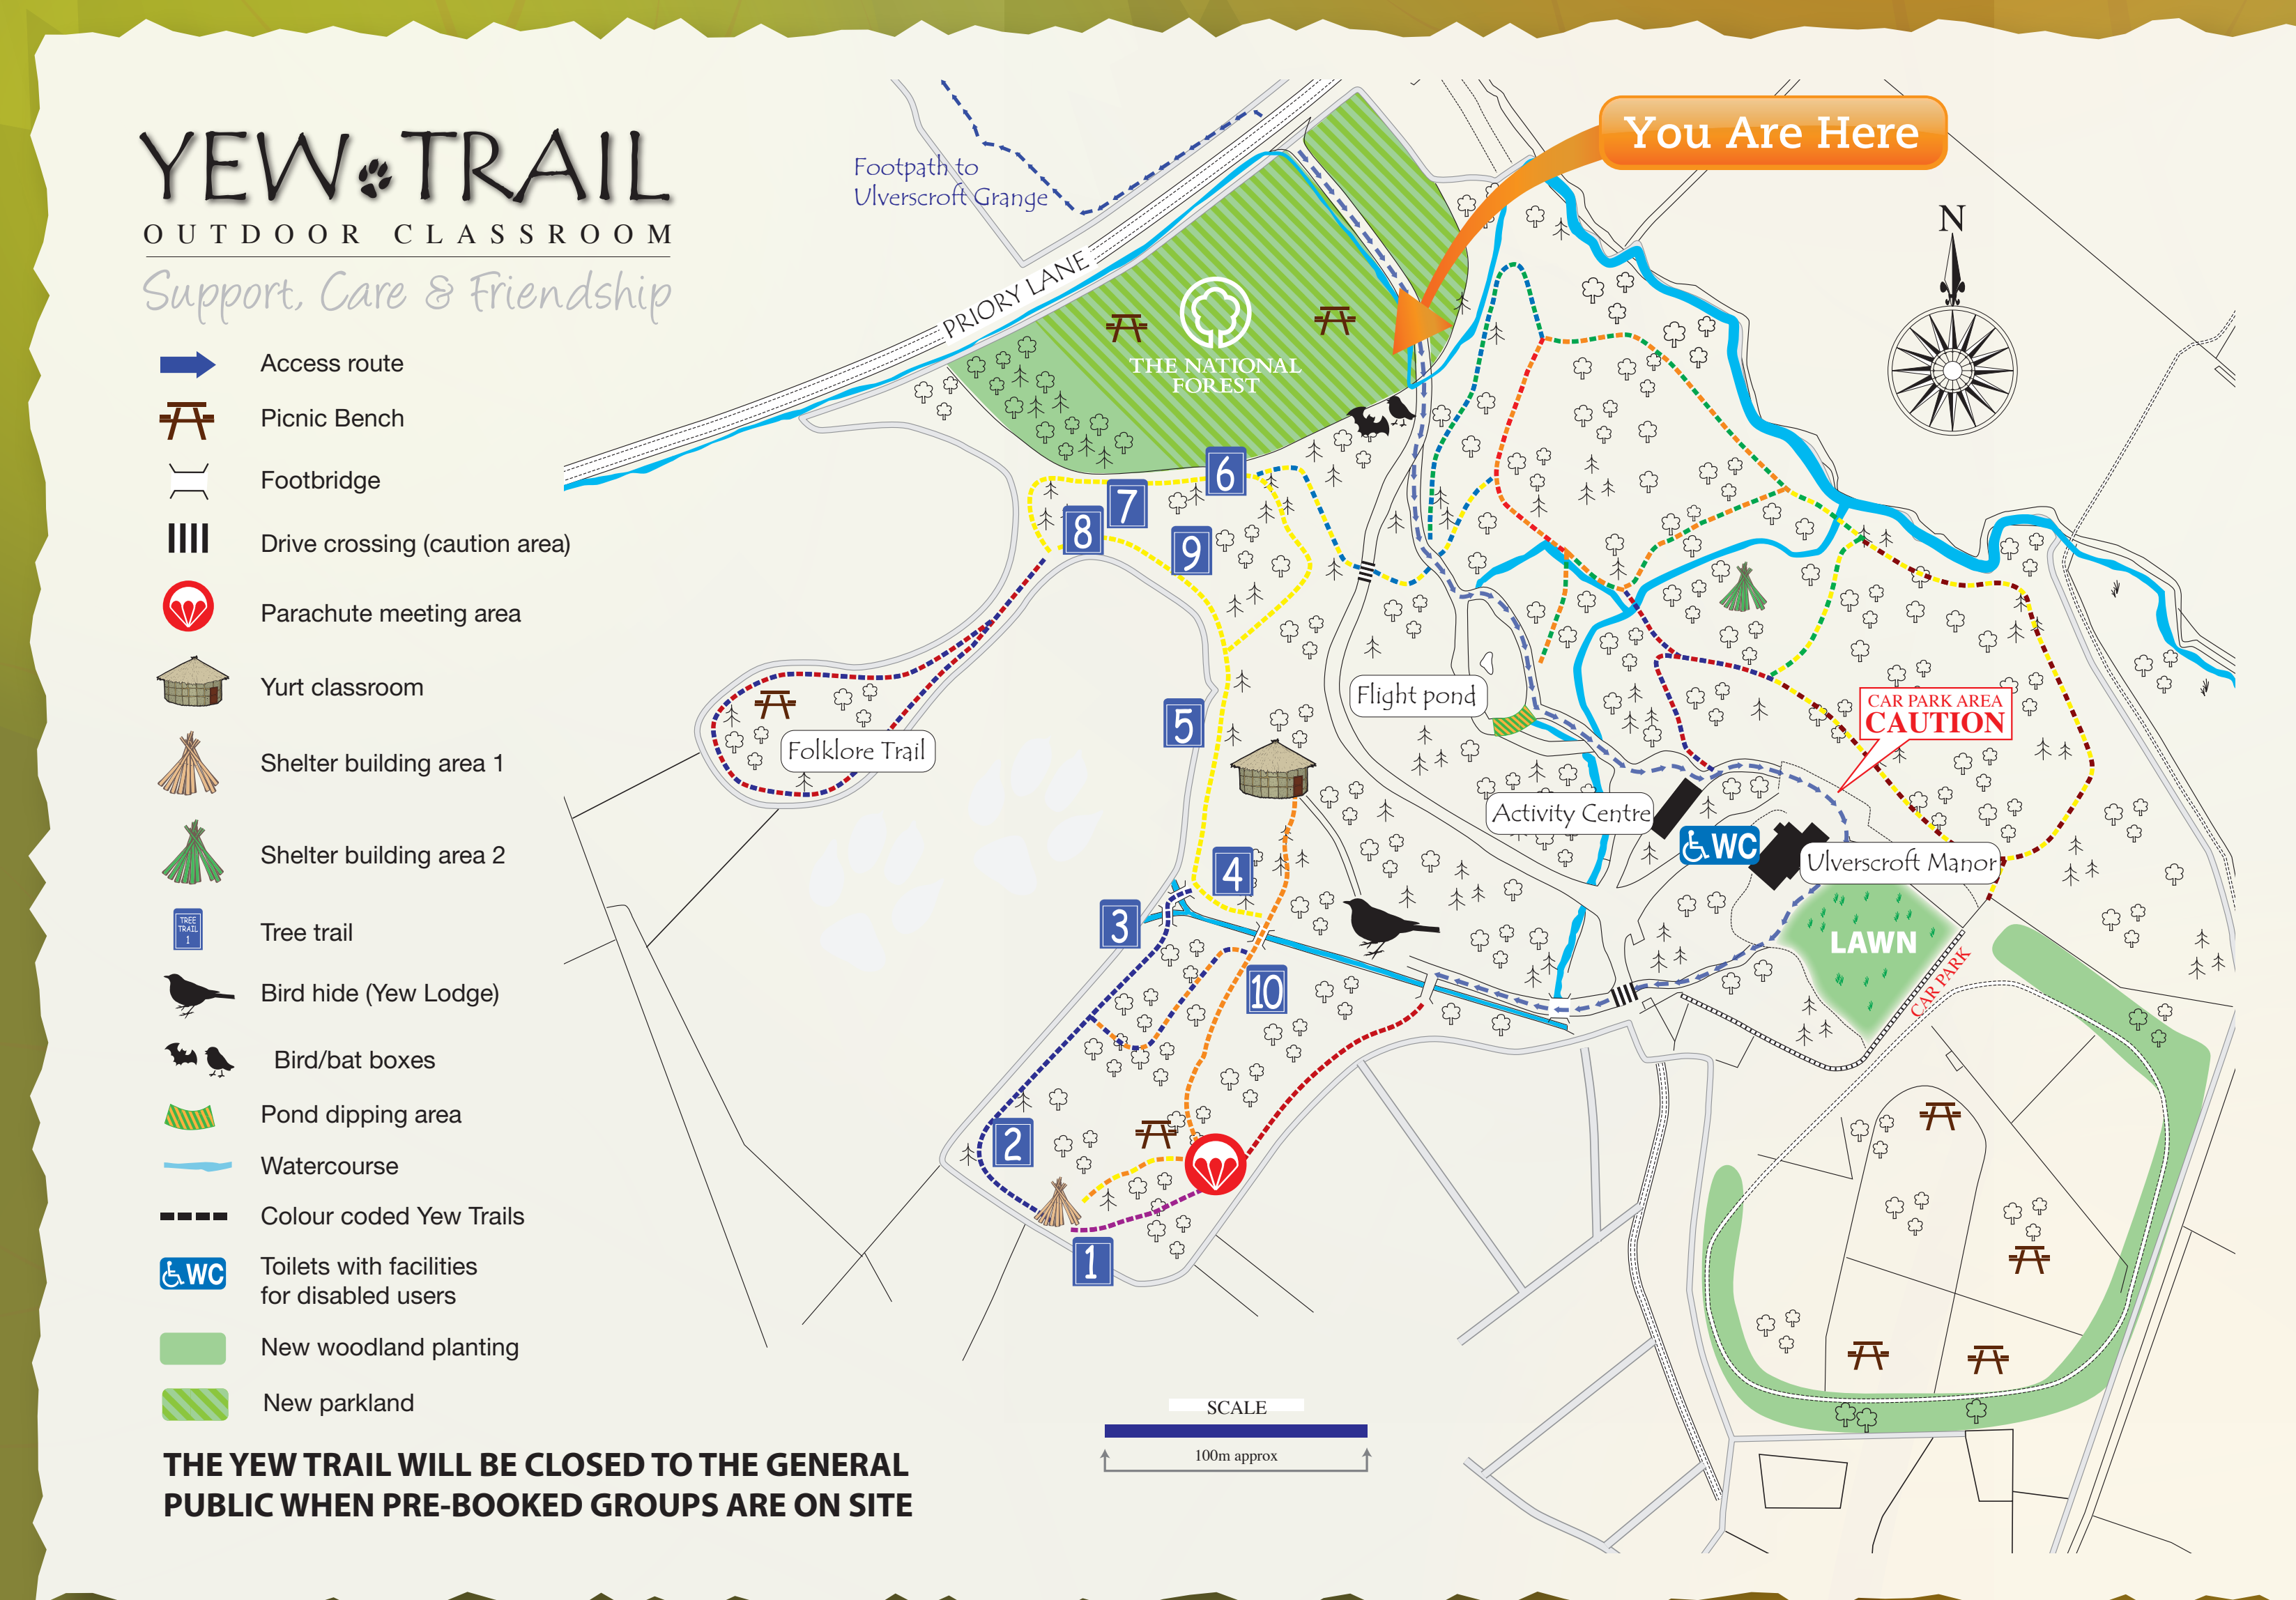 YEW TRAIL
OUTDOOR CLASSROOM
Support, Care & Friendship
Access route
Picnic Bench
Footbridge
Drive crossing (caution area)
Parachute meeting area
Yurt classroom
Shelter building area 1
Shelter building area 2
TREE
TRAIL
1
Tree trail
Bird hide (Yew Lodge)
Bird/bat boxes
Pond dipping area
Watercourse
Colour coded Yew Trails
WC
Toilets with facilities
for disabled users
New woodland planting
New parkland
THE YEW TRAIL WILL BE CLOSED TO THE GENERAL
PUBLIC WHEN PRE-BOOKED GROUPS ARE ON SITE
Footpath to
Ulverscroft Grange
PRIORY LANE
You Are Here
N
THE NATIONAL
FOREST
6
7
8
9
5
Flight pond
Folklore Trail
CAR PARK AREA
CAUTION
Activity Centre
WC
Ulverscroft Manor
4
3
LAWN
CAR PARK
10
2
1
SCALE
100m approx